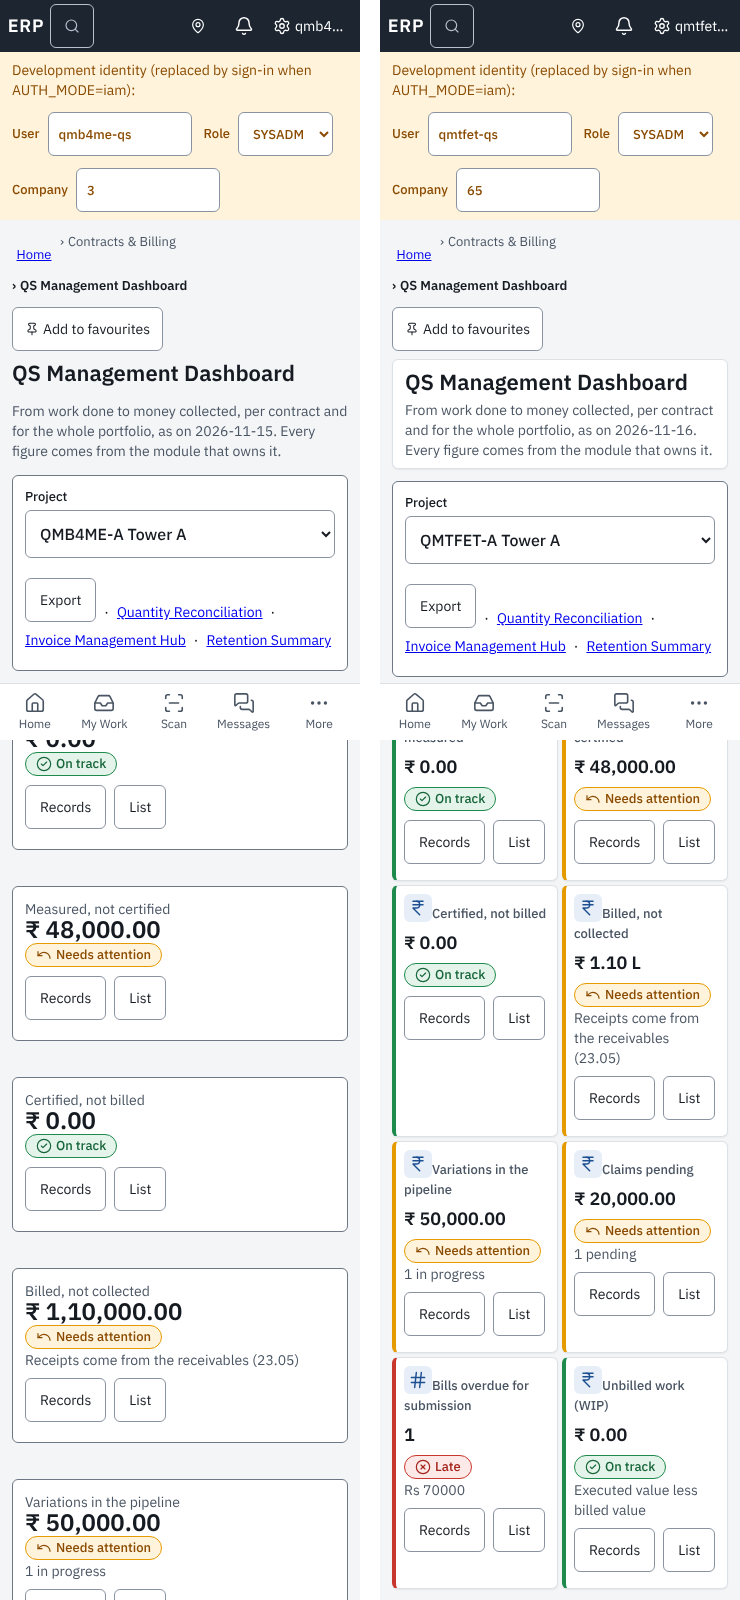 ERP
qmb4...
Development identity (replaced by sign-in when
AUTH_MODE=iam):
User qmb4me-qs Role SYSADM
Company 3
Home › Contracts & Billing
› QS Management Dashboard
Add to favourites
QS Management Dashboard
From work done to money collected, per contract and
for the whole portfolio, as on 2026-11-15. Every
figure comes from the module that owns it.
Project
QMB4ME-A Tower A
Export · Quantity Reconciliation ·
Invoice Management Hub · Retention Summary
Home My Work Scan Messages More
₹ 0.00
On track
Records List
Measured, not certified
₹ 48,000.00
Needs attention
Records List
Certified, not billed
₹ 0.00
On track
Records List
Billed, not collected
₹ 1,10,000.00
Needs attention
Receipts come from the receivables (23.05)
Records List
Variations in the pipeline
₹ 50,000.00
Needs attention
1 in progress
ERP
qmtfet...
Development identity (replaced by sign-in when
AUTH_MODE=iam):
User qmtfet-qs Role SYSADM
Company 65
Home › Contracts & Billing
› QS Management Dashboard
Add to favourites
QS Management Dashboard
From work done to money collected, per contract
and for the whole portfolio, as on 2026-11-16.
Every figure comes from the module that owns it.
Project
QMTFET-A Tower A
Export · Quantity Reconciliation ·
Invoice Management Hub · Retention Summary
Home My Work Scan Messages More
measured
₹ 0.00
On track
Records List
certified
₹ 48,000.00
Needs attention
Records List
₹ Certified, not billed
₹ 0.00
On track
Records List
₹ Billed, not
collected
₹ 1.10 L
Needs attention
Receipts come from
the receivables
(23.05)
Records List
₹ Variations in the
pipeline
₹ 50,000.00
Needs attention
1 in progress
Records List
₹ Claims pending
₹ 20,000.00
Needs attention
1 pending
Records List
# Bills overdue for
submission
1
Late
Rs 70000
Records List
₹ Unbilled work
(WIP)
₹ 0.00
On track
Executed value less
billed value
Records List